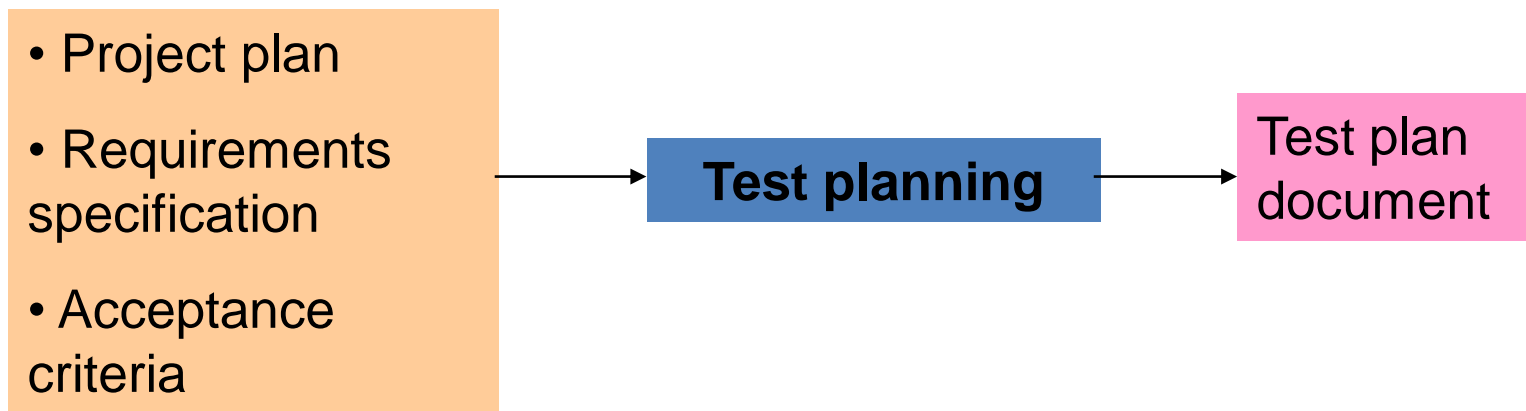 • Project plan
• Requirements
specification
• Acceptance
criteria
Test planning
Test plan
document